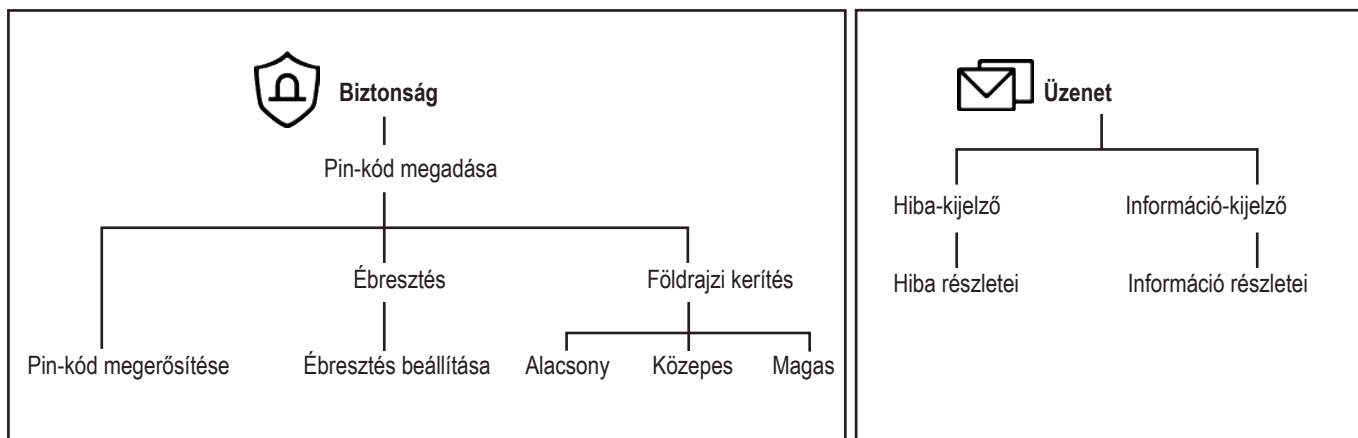 Biztonság
Pin-kód megadása
Ébresztés
Földrajzi kerítés
Pin-kód megerősítése
Ébresztés beállítása
Alacsony
Közepes
Magas
Üzenet
Hiba-kijelző
Információ-kijelző
Hiba részletei
Információ részletei